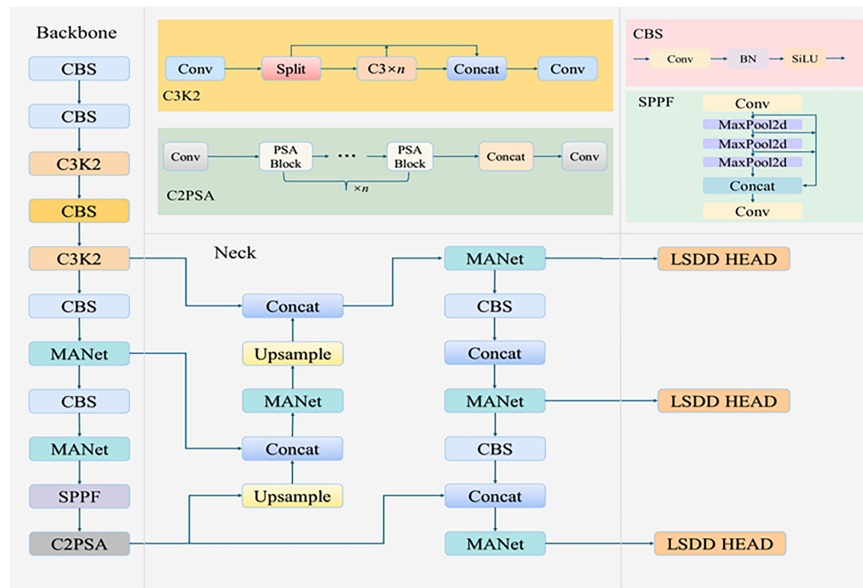 Backbone
CBS
CBS
C3K2
CBS
C3K2
CBS
MANet
CBS
MANet
SPPF
C2PSA
Conv
Split
C3×n
Concat
Conv
C3K2
Conv
PSA
Block
...
PSA
Block
Concat
Conv
×n
C2PSA
CBS
Conv
BN
SiLU
SPPF
Conv
MaxPool2d
MaxPool2d
MaxPool2d
Concat
Conv
Neck
Concat
Upsample
MANet
Concat
Upsample
MANet
CBS
Concat
MANet
CBS
Concat
MANet
LSDD HEAD
LSDD HEAD
LSDD HEAD